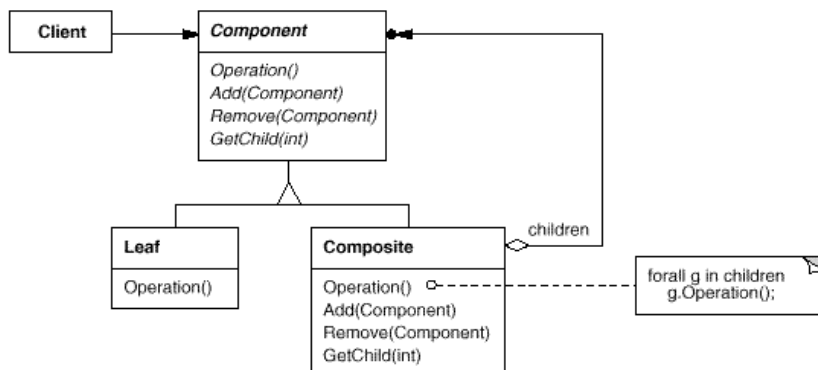 Client
Component
Operation()
Add(Component)
Remove(Component)
GetChild(int)
Leaf
Operation()
Composite
Operation()
Add(Component)
Remove(Component)
GetChild(int)
children
forall g in children
g.Operation();